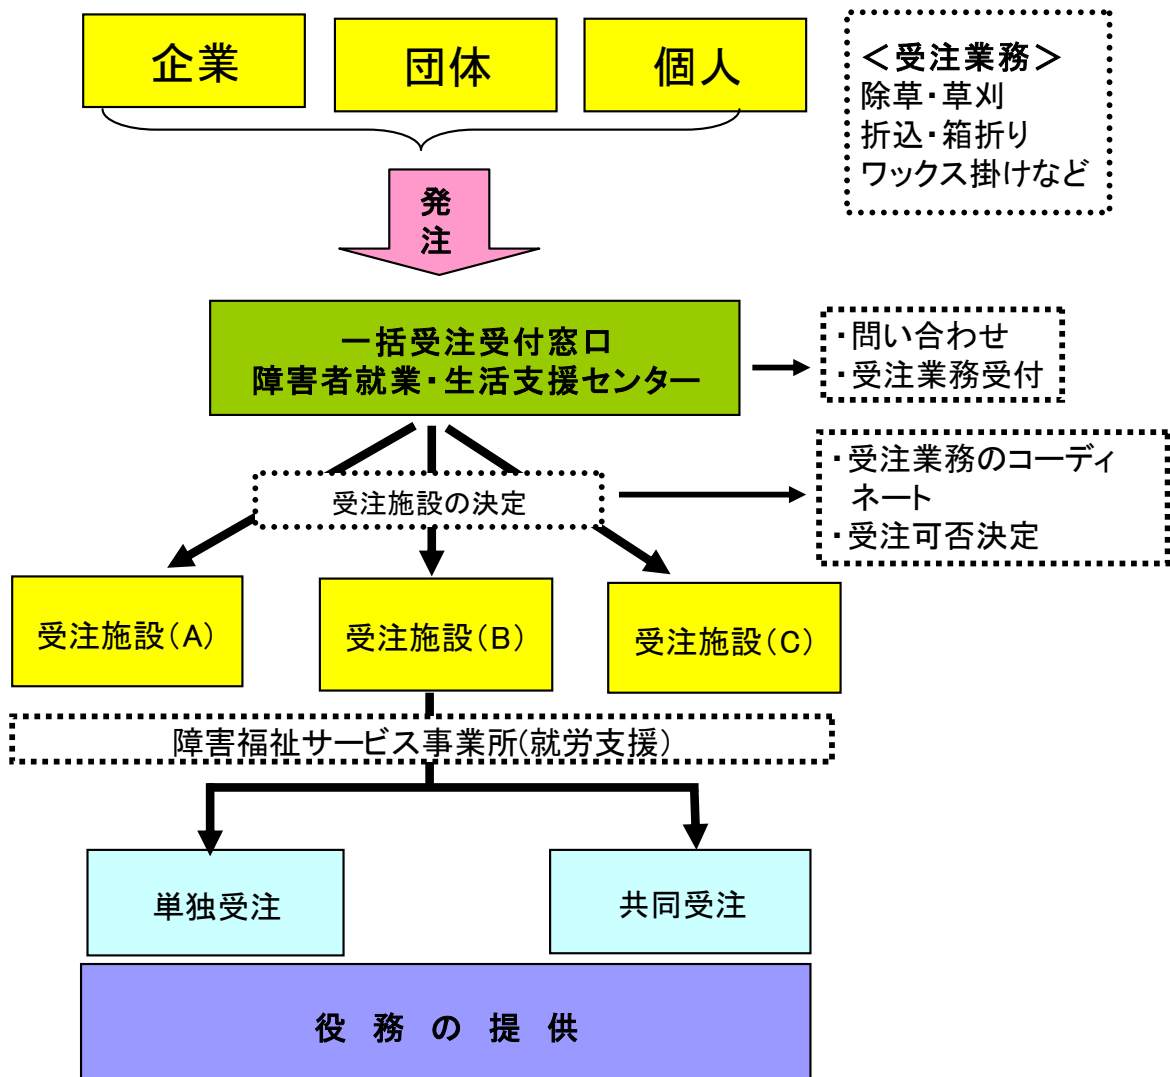 企業
団体
個人
＜受注業務＞
除草・草刈
折込・箱折り
ワックス掛けなど
発
注
一括受注受付窓口
障害者就業・生活支援センター
・問い合わせ
・受注業務受付
受注施設の決定
・受注業務のコーディ
ネート
・受注可否決定
受注施設（A）
受注施設（B）
受注施設（C）
障害福祉サービス事業所(就労支援)
単独受注
共同受注
役務の提供